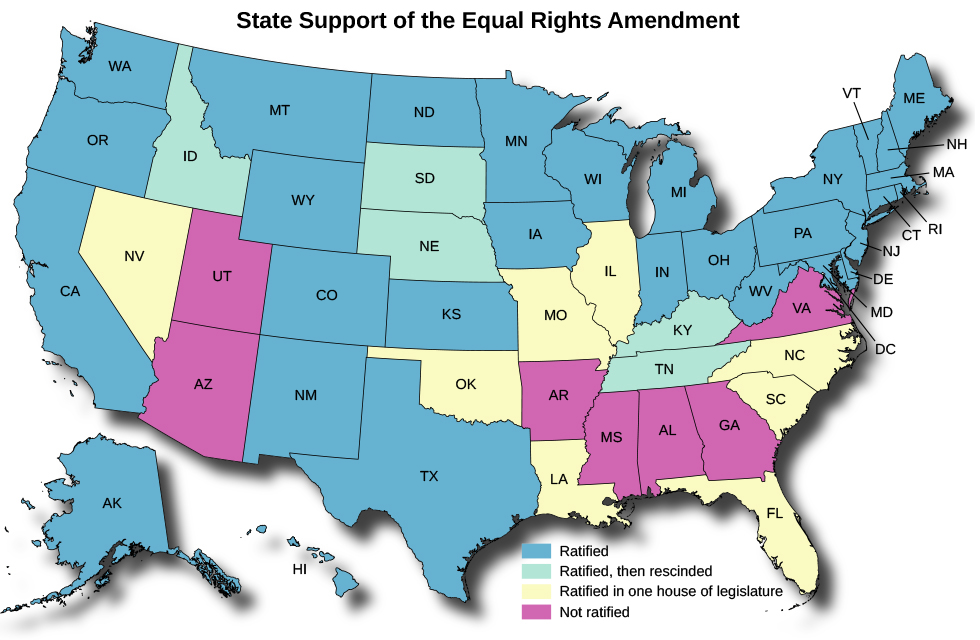 State Support of the Equal Rights Amendment
WA
MT
ND
MN
VT
ME
OR
ID
SD
WI
MI
NY
NH
MA
WY
NE
IA
PA
CT
RI
NV
UT
CO
KS
IL
IN
OH
NJ
DE
CA
MO
WV
VA
MD
KY
DC
AZ
NM
OK
AR
TN
NC
SC
MS
AL
GA
TX
LA
FL
AK
HI
Ratified
Ratified, then rescinded
Ratified in one house of legislature
Not ratified